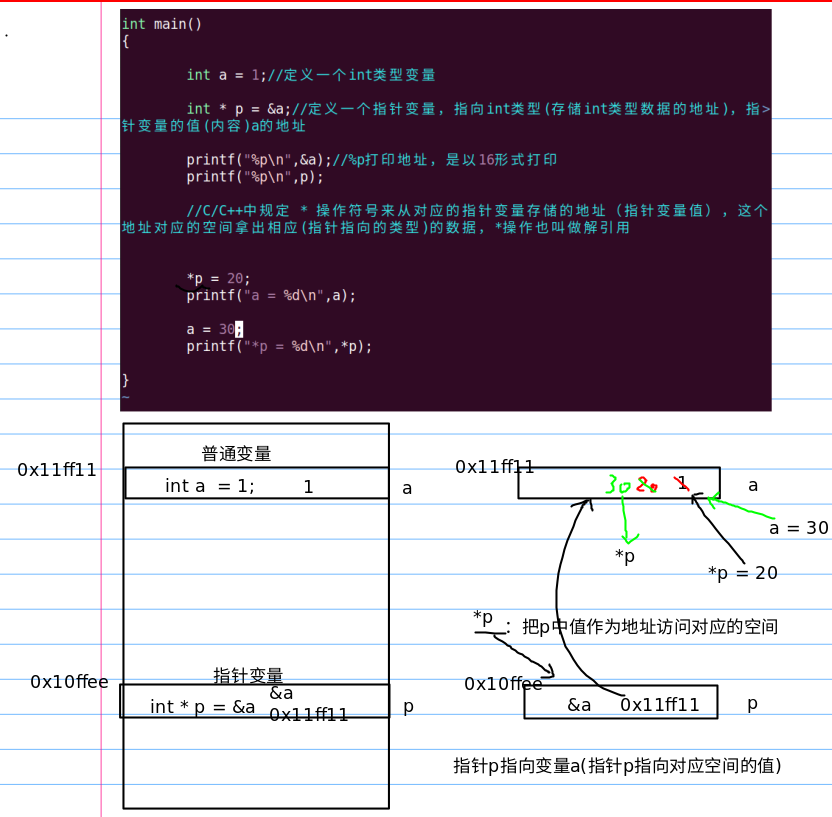 int main()
{
int a = 1;//定义一个int类型变量
int * p = &a;//定义一个指针变量，指向int类型(存储int类型数据的地址)，指>
针变量的值(内容)a的地址
printf("%p\n",&a);//%p打印地址，是以16形式打印
printf("%p\n",p);
//C/C++中规定 * 操作符号来从对应的指针变量存储的地址（指针变量值），这个
地址对应的空间拿出相应(指针指向的类型)的数据，*操作也叫做解引用
*p = 20;
printf("a = %d\n",a);
a = 30;
printf("*p = %d\n",*p);
}
~
普通变量
0x11ff11
int a = 1; 1
a
指针变量
0x10ffee
int * p = &a
&a
0x11ff11
p
0x11ff11
30 20 1
a
a = 30
*p
*p = 20
*p ：把p中值作为地址访问对应的空间
0x10ffee
&a 0x11ff11
p
指针p指向变量a(指针p指向对应空间的值)